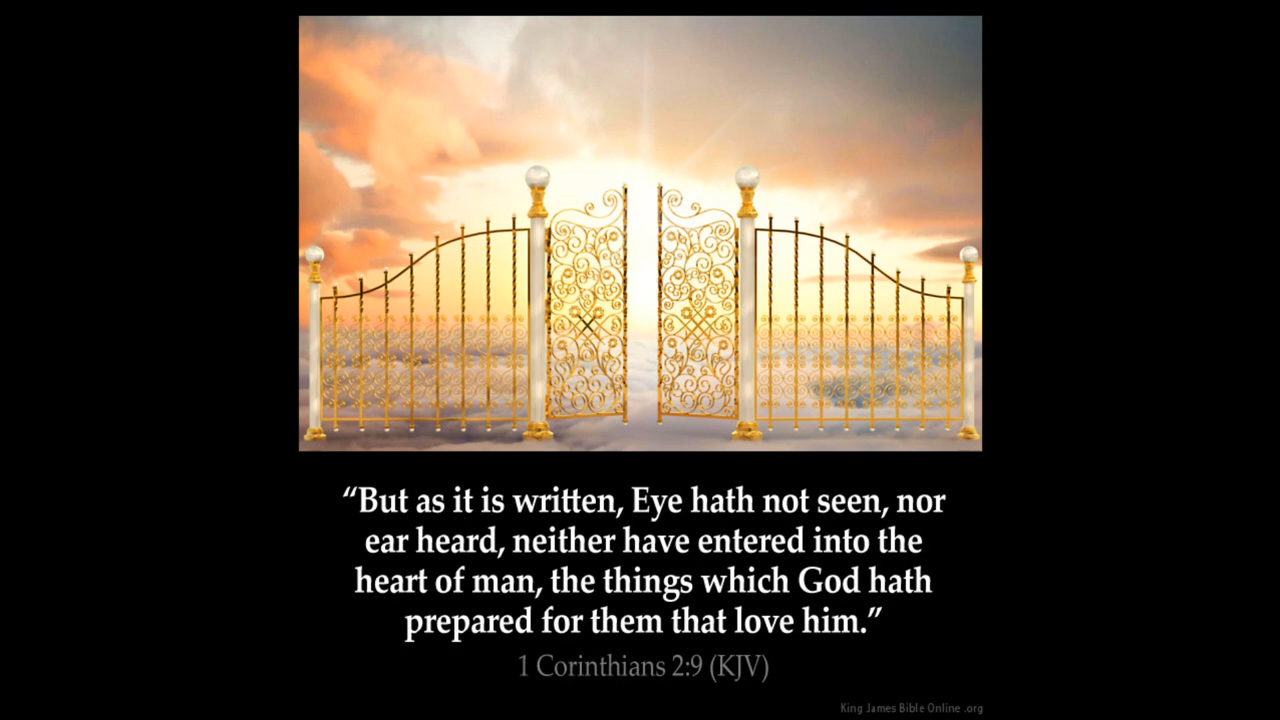 “But as it is written, Eye hath not seen, nor
ear heard, neither have entered into the
heart of man, the things which God hath
prepared for them that love him.”
1 Corinthians 2:9 (KJV)
King James Bible Online .org